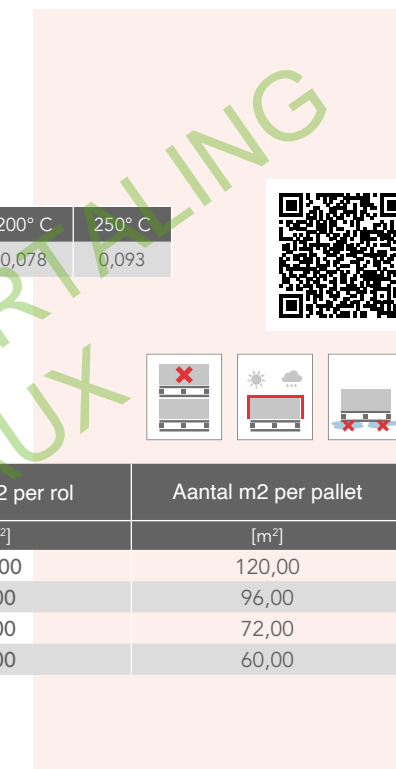 200° C 250° C
0,078 0,093
RTALING
UX
2 per rol Aantal m2 per pallet
²] [m²]
00 120,00
00 96,00
00 72,00
00 60,00